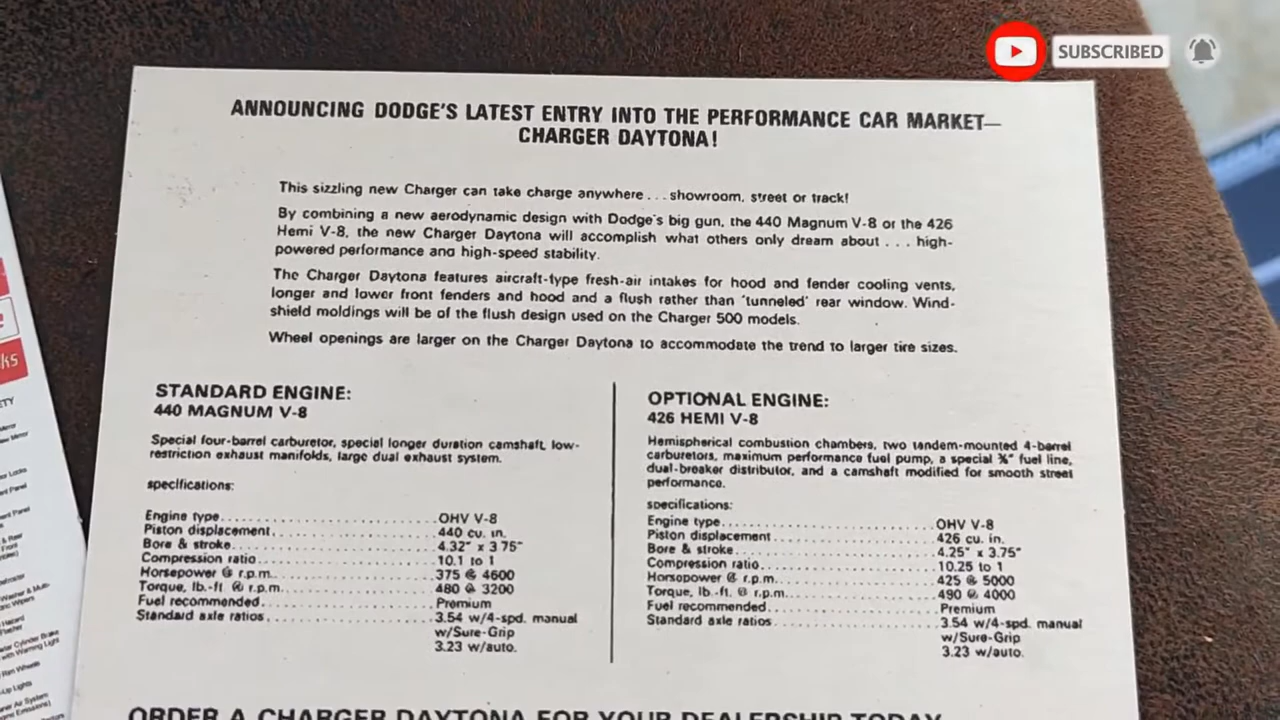 SUBSCRIBED
ANNOUNCING DODGE'S LATEST ENTRY INTO THE PERFORMANCE CAR MARKET—
CHARGER DAYTONA!
This sizzling new Charger can take charge anywhere . . . showroom, street or track!
By combining a new aerodynamic design with Dodge's big gun, the 440 Magnum V-8 or the 426
Hemi V-8, the new Charger Daytona will accomplish what others only dream about . . . high-
powered performance and high-speed stability.
The Charger Daytona features aircraft-type fresh-air intakes for hood and fender cooling vents,
longer and lower front fenders and hood and a flush rather than 'tunneled' rear window. Wind-
shield moldings will be of the flush design used on the Charger 500 models.
Wheel openings are larger on the Charger Daytona to accommodate the trend to larger tire sizes.
STANDARD ENGINE:
440 MAGNUM V-8
Special four-barrel carburetor, special longer duration camshaft, low-
restriction exhaust manifolds, large dual exhaust system.
specifications:
Engine type. . . . . . . . . . . . . . . . . . . . OHV V-8
Piston displacement. . . . . . . . . . . . . . . . 440 cu. in.
Bore & stroke. . . . . . . . . . . . . . . . . . . 4.32" x 3.75"
Compression ratio . . . . . . . . . . . . . . . . . 10.1 to 1
Horsepower @ r.p.m. . . . . . . . . . . . . . . . . 375 @ 4600
Torque, lb.-ft. @ r.p.m. . . . . . . . . . . . . . . 480 @ 3200
Fuel recommended. . . . . . . . . . . . . . . . . . Premium
Standard axle ratios . . . . . . . . . . . . . . . . 3.54 w/4-spd. manual
w/Sure-Grip
3.23 w/auto.
OPTIONAL ENGINE:
426 HEMI V-8
Hemispherical combustion chambers, two tandem-mounted 4-barrel
carburetors, maximum performance fuel pump, a special ⅜" fuel line,
dual-breaker distributor, and a camshaft modified for smooth street
performance.
specifications:
Engine type. . . . . . . . . . . . . . . . . . . . OHV V-8
Piston displacement . . . . . . . . . . . . . . . . 426 cu. in.
Bore & stroke. . . . . . . . . . . . . . . . . . . 4.25" x 3.75"
Compression ratio. . . . . . . . . . . . . . . . . 10.25 to 1
Horsepower @ r.p.m. . . . . . . . . . . . . . . . . 425 @ 5000
Torque, lb.-ft. @ r.p.m. . . . . . . . . . . . . . . 490 @ 4000
Fuel recommended. . . . . . . . . . . . . . . . . . Premium
Standard axle ratios . . . . . . . . . . . . . . . . 3.54 w/4-spd. manual
w/Sure-Grip
3.23 w/auto.
ORDER A CHARGER DAYTONA FOR YOUR DEALERSHIP TODAY